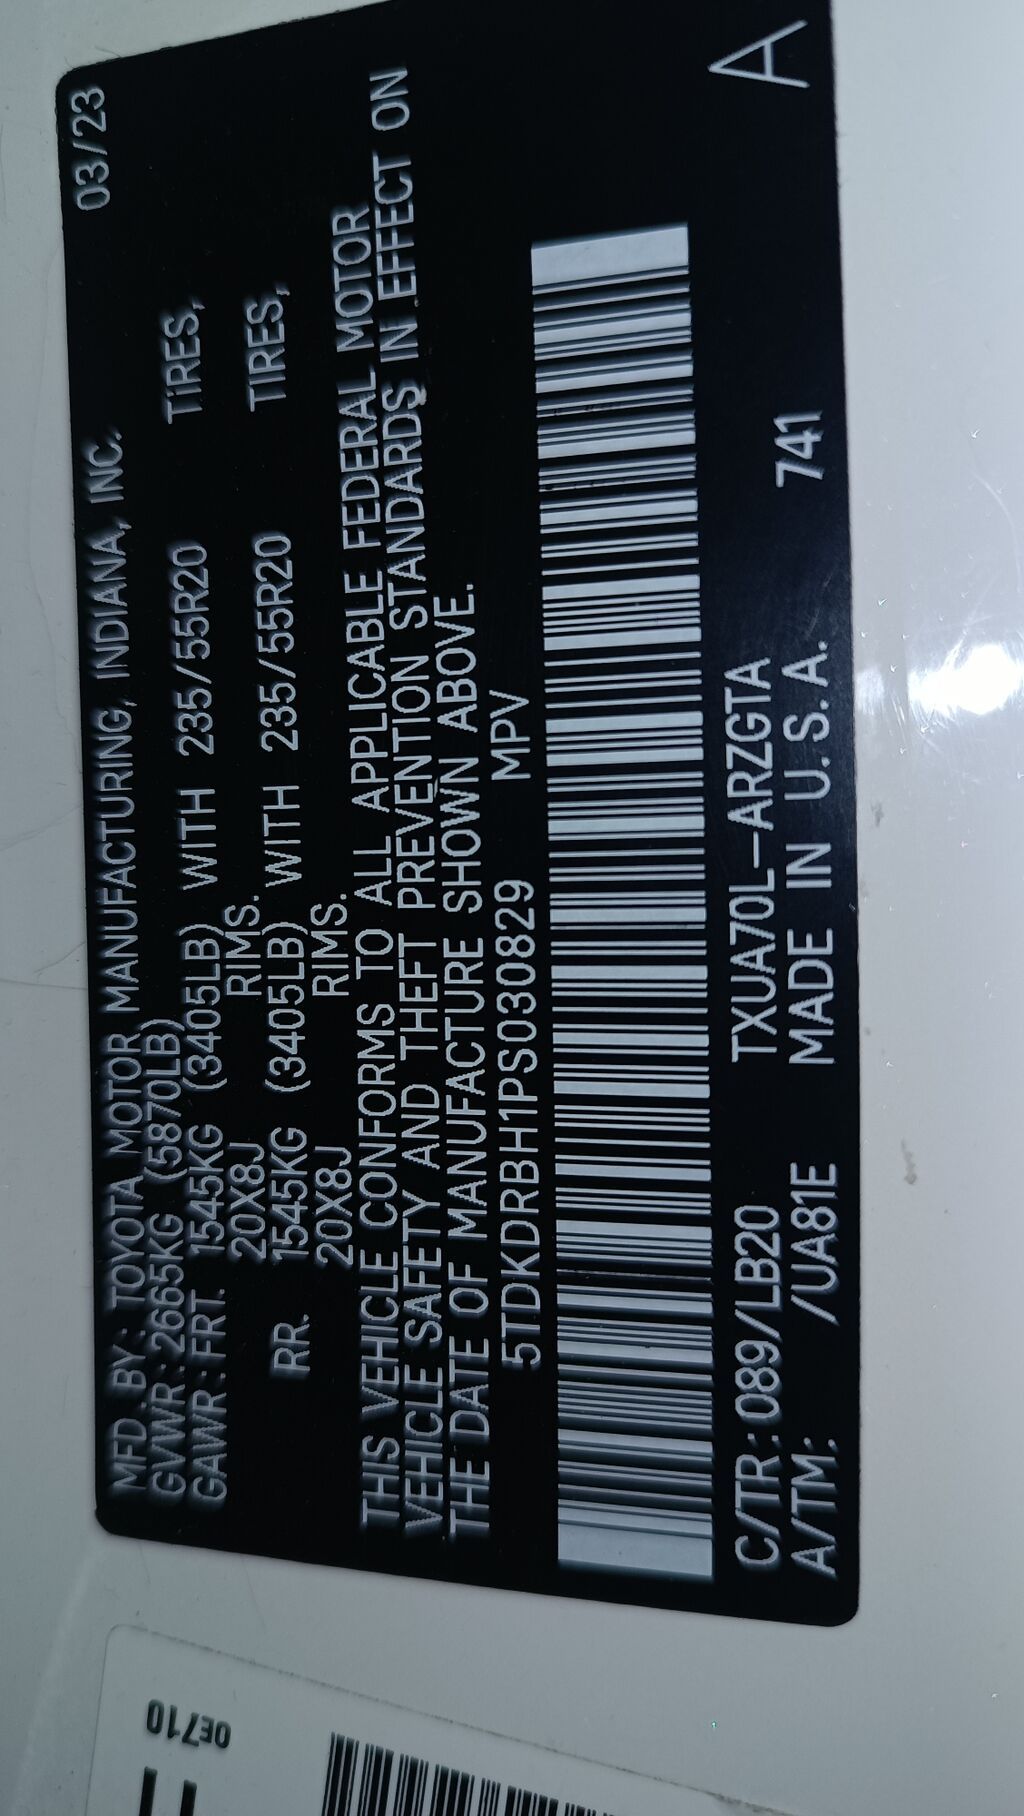 MFD.BY: TOYOTA MOTOR MANUFACTURING, INDIANA, INC. 03/23
GVWR:2665KG (5870LB)
GAWR:FRT. 1545KG (3405LB) WITH 235/55R20 TIRES,
20X8J RIMS.
RR. 1545KG (3405LB) WITH 235/55R20 TIRES,
20X8J RIMS.
THIS VEHICLE CONFORMS TO ALL APPLICABLE FEDERAL MOTOR
VEHICLE SAFETY AND THEFT PREVENTION STANDARDS IN EFFECT ON
THE DATE OF MANUFACTURE SHOWN ABOVE.
5TDKDRBH1PS030829 MPV
C/TR:089/LB20 TXUA70L-ARZGTA
A/TM: /UA81E MADE IN U.S.A. 741 A
0E710